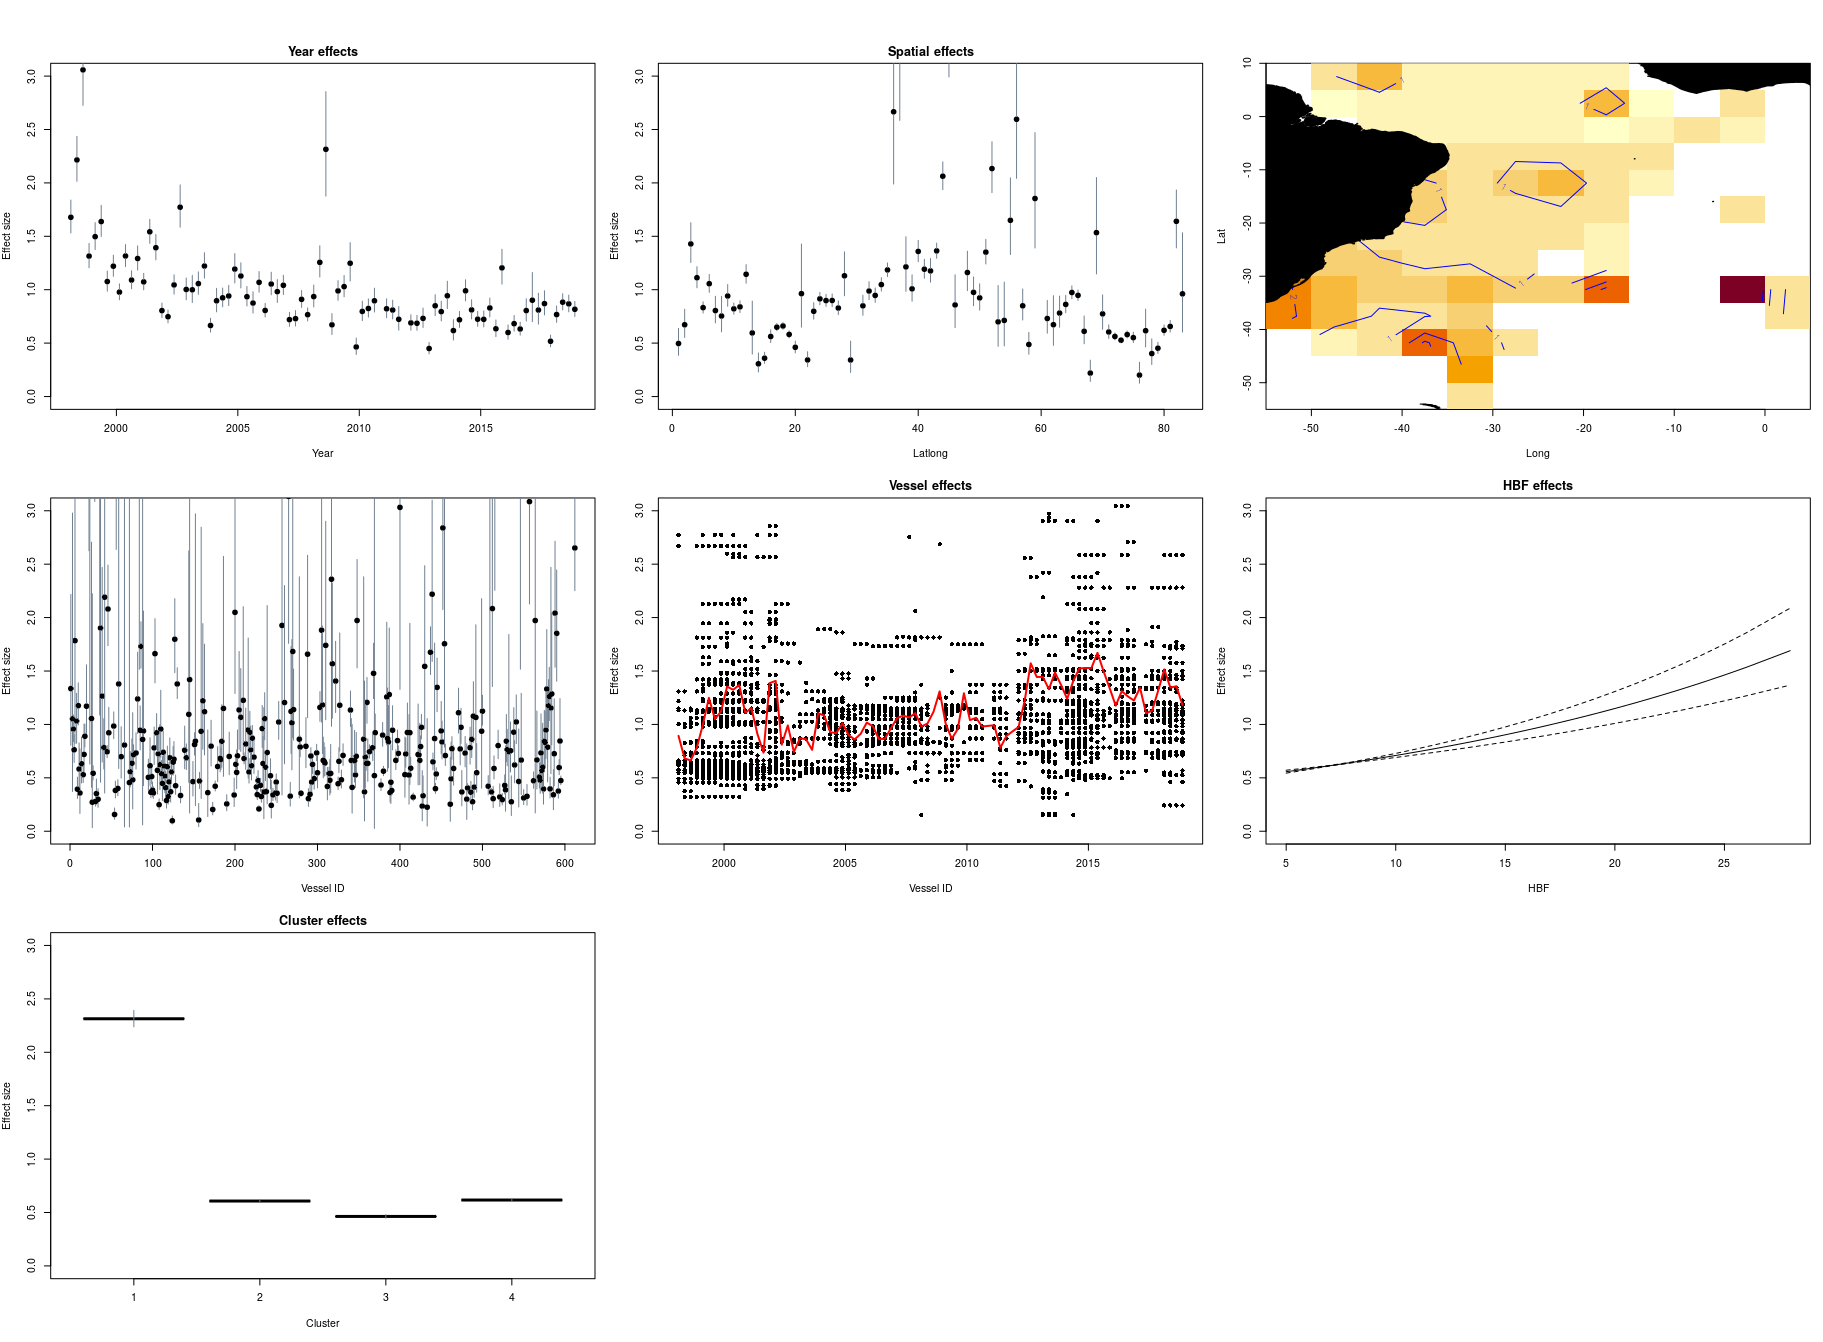 Year effects
3.0
2.5
2.0
1.5
1.0
0.5
0.0
Effect size
2000 2005 2010 2015
Year
Spatial effects
3.0
2.5
2.0
1.5
1.0
0.5
0.0
Effect size
0 20 40 60 80
Latlong
10
0
-10
-20
-30
-40
-50
Lat
-50 -40 -30 -20 -10 0
Long
3.0
2.5
2.0
1.5
1.0
0.5
0.0
Effect size
0 100 200 300 400 500 600
Vessel ID
Vessel effects
3.0
2.5
2.0
1.5
1.0
0.5
0.0
Effect size
2000 2005 2010 2015
Vessel ID
HBF effects
3.0
2.5
2.0
1.5
1.0
0.5
0.0
Effect size
5 10 15 20 25
HBF
Cluster effects
3.0
2.5
2.0
1.5
1.0
0.5
0.0
Effect size
1 2 3 4
Cluster